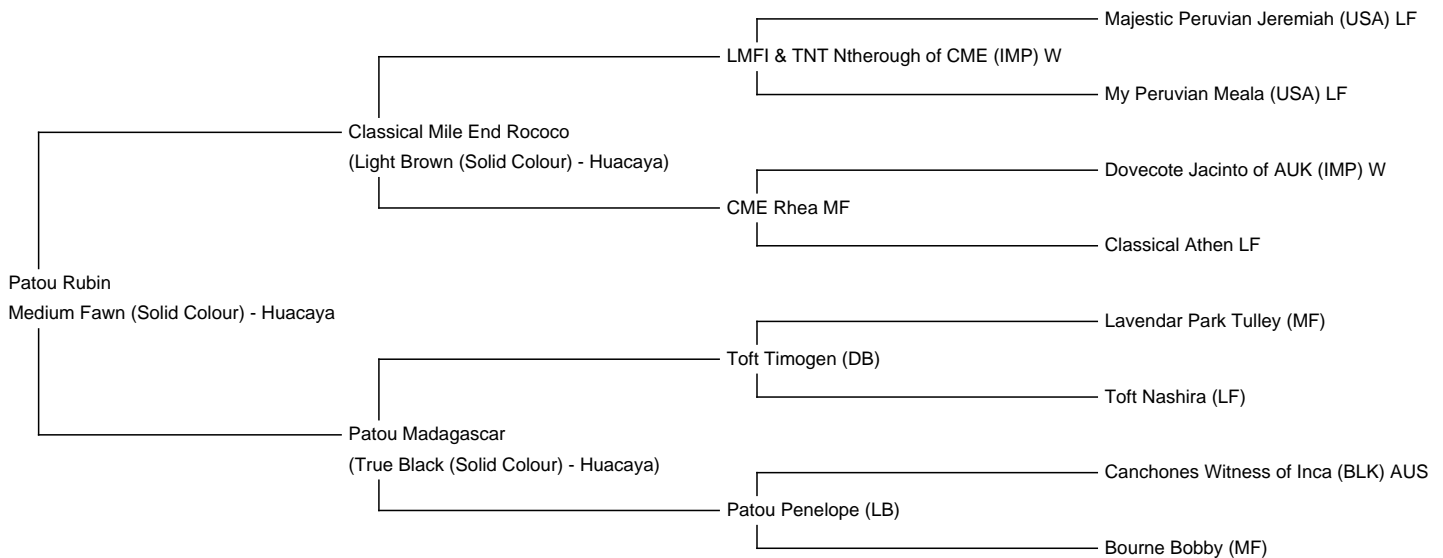 Majestic Peruvian Jeremiah (USA) LF
LMFI & TNT Ntherough of CME (IMP) W
My Peruvian Meala (USA) LF
Classical Mile End Rococo
(Light Brown (Solid Colour) - Huacaya)
Dovecote Jacinto of AUK (IMP) W
CME Rhea MF
Classical Athen LF
Patou Rubin
Medium Fawn (Solid Colour) - Huacaya
Lavendar Park Tulley (MF)
Toft Timogen (DB)
Toft Nashira (LF)
Patou Madagascar
(True Black (Solid Colour) - Huacaya)
Canchones Witness of Inca (BLK) AUS
Patou Penelope (LB)
Bourne Bobby (MF)